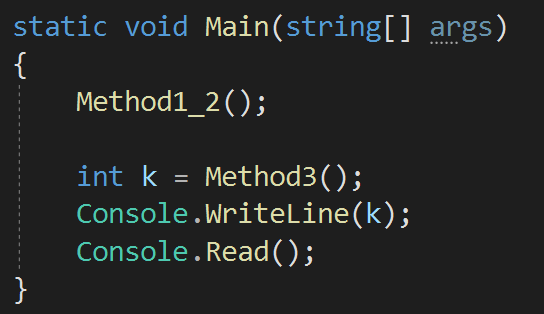 static void Main(string[] args)
{
Method1_2();
int k = Method3();
Console.WriteLine(k);
Console.Read();
}